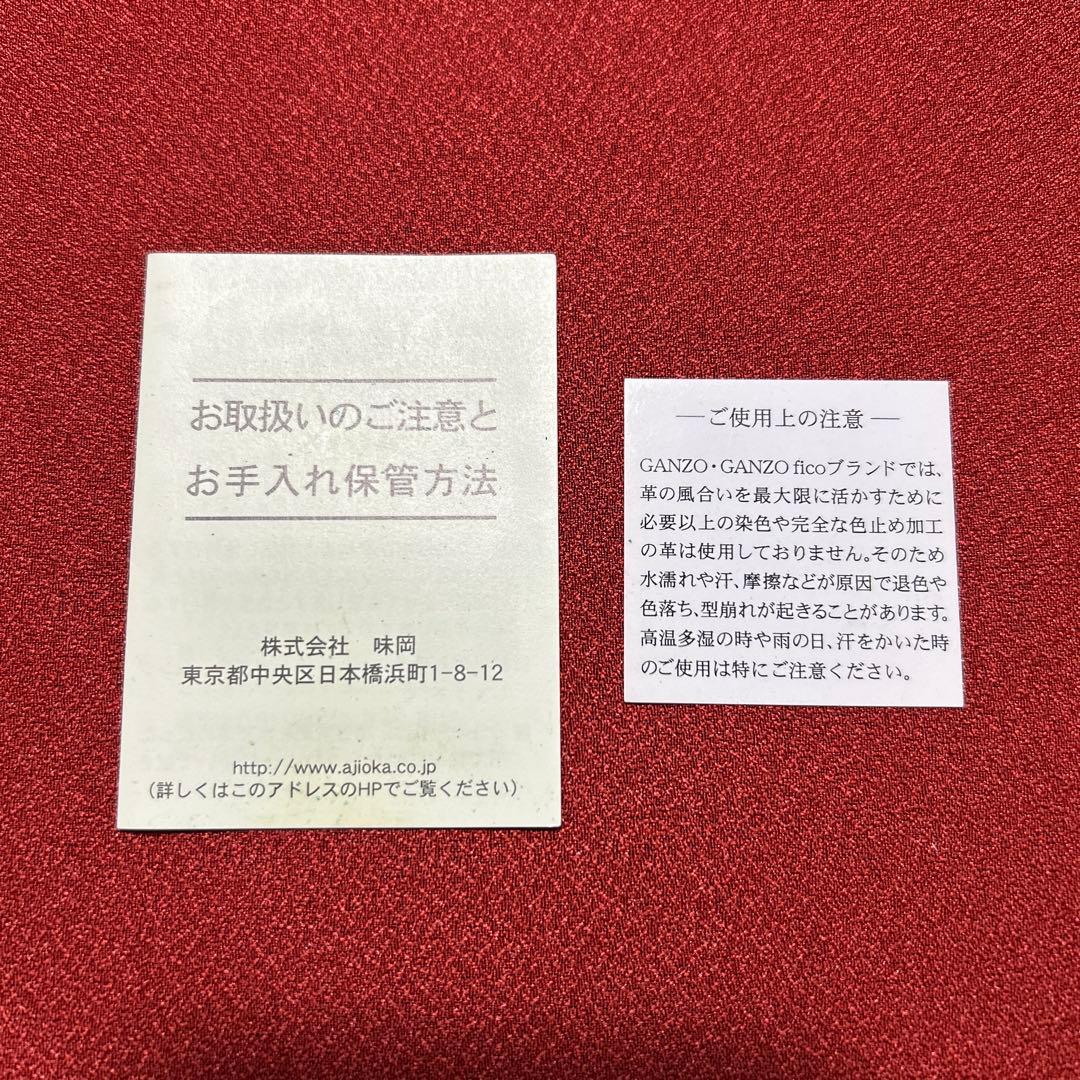 お取扱いのご注意と
お手入れ保管方法
株式会社　味岡
東京都中央区日本橋浜町1-8-12
http://www.ajioka.co.jp
(詳しくはこのアドレスのHPでご覧ください)
― ご使用上の注意 ―
GANZO・GANZO ficoブランドでは、
革の風合いを最大限に活かすために
必要以上の染色や完全な色止め加工
の革は使用しておりません。そのため
水濡れや汗、摩擦などが原因で退色や
色落ち、型崩れが起きることがあります。
高温多湿の時や雨の日、汗をかいた時
のご使用は特にご注意ください。